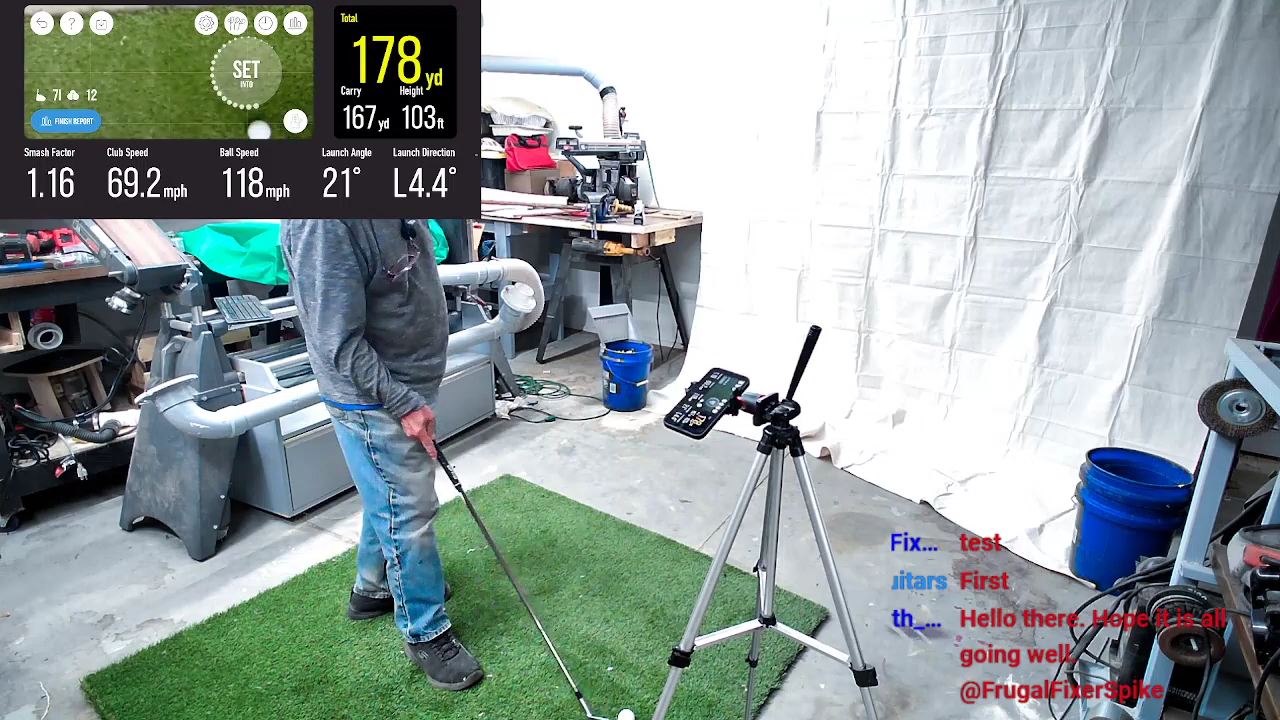 SET
INTO
71 12
FINISH REPORT
Total
178 yd
Carry Height
167 yd 103 ft
Smash Factor Club Speed Ball Speed Launch Angle Launch Direction
1.16 69.2 mph 118 mph 21° L4.4°
Fix... test
uitars First
th_... Hello there. Hope it is all
going well.
@FrugalFixerSpike